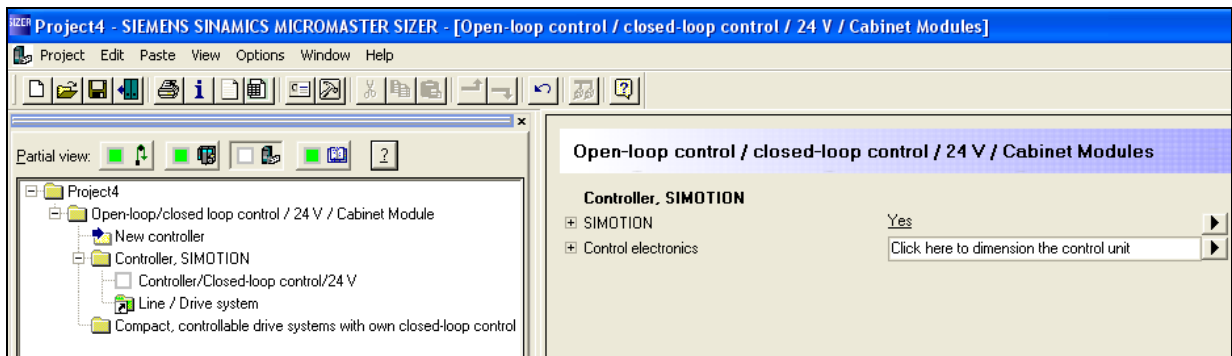 SIZER Project4 - SIEMENS SINAMICS MICROMASTER SIZER - [Open-loop control / closed-loop control / 24 V / Cabinet Modules]
Project Edit Paste View Options Window Help
Partial view:
?
Project4
Open-loop/closed loop control / 24 V / Cabinet Module
New controller
Controller, SIMOTION
Controller/Closed-loop control/24 V
Line / Drive system
Compact, controllable drive systems with own closed-loop control
Open-loop control / closed-loop control / 24 V / Cabinet Modules
Controller, SIMOTION
SIMOTION Yes
Control electronics Click here to dimension the control unit